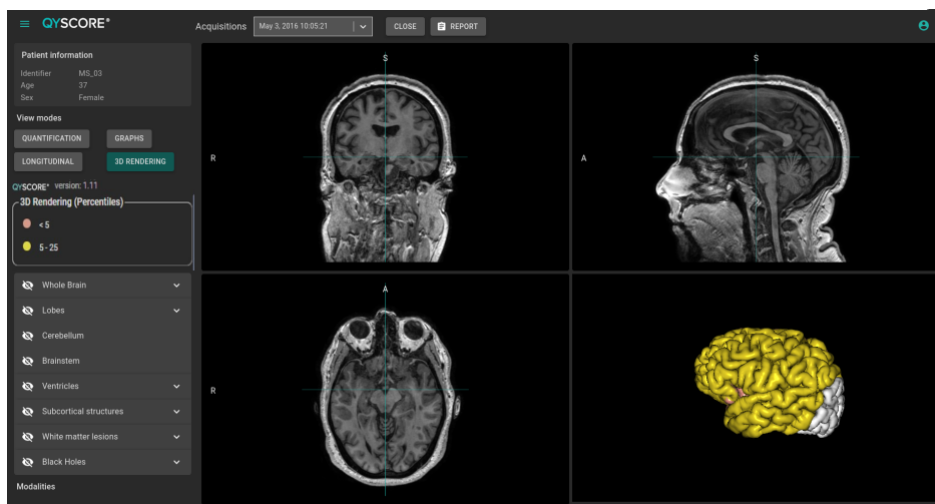 QYSCORE®
Acquisitions May 3, 2016 10:05:21 CLOSE REPORT
Patient information
Identifier MS_03
Age 37
Sex Female
View modes
QUANTIFICATION GRAPHS
LONGITUDINAL 3D RENDERING
QYSCORE® version: 1.11
3D Rendering (Percentiles)
< 5
5 - 25
Whole Brain
Lobes
Cerebellum
Brainstem
Ventricles
Subcortical structures
White matter lesions
Black Holes
Modalities
S
R
A
A
R